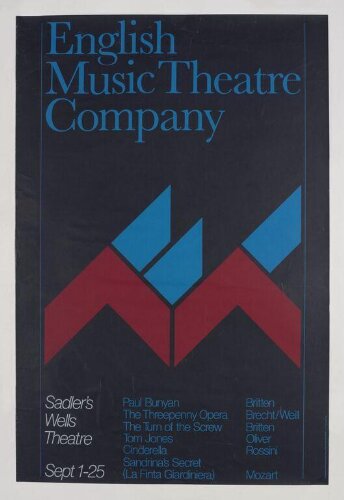 English
Music Theatre
Company
Sadler's
Wells
Theatre
Sept 1-25
Paul Bunyan Britten
The Threepenny Opera Brecht/Weill
The Turn of the Screw Britten
Tom Jones Oliver
Cinderella Rossini
Sandrina's Secret
(La Finta Giardiniera) Mozart